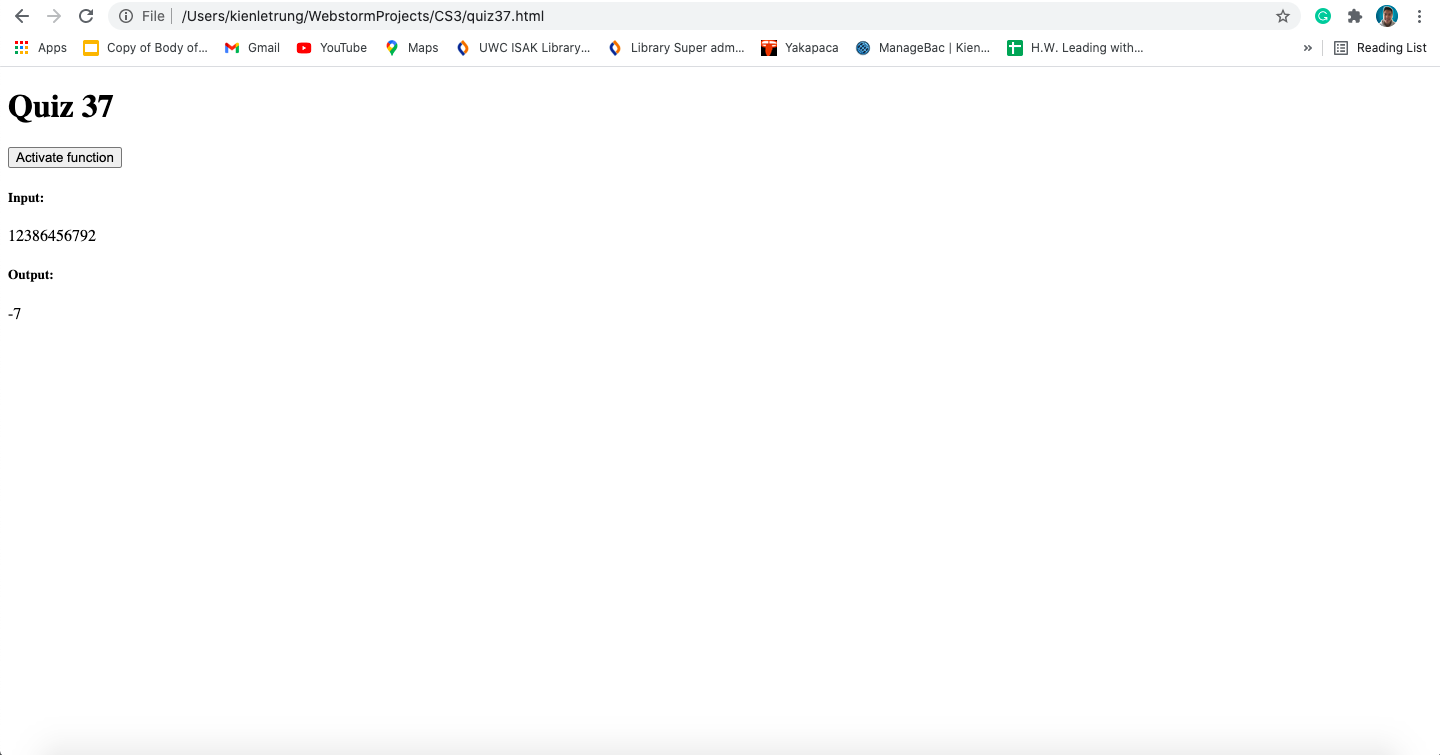 File /Users/kienletrung/WebstormProjects/CS3/quiz37.html
Apps Copy of Body of... Gmail YouTube Maps UWC ISAK Library... Library Super adm... Yakapaca ManageBac | Kien... H.W. Leading with... » Reading List
Quiz 37
Activate function
Input:
12386456792
Output:
-7